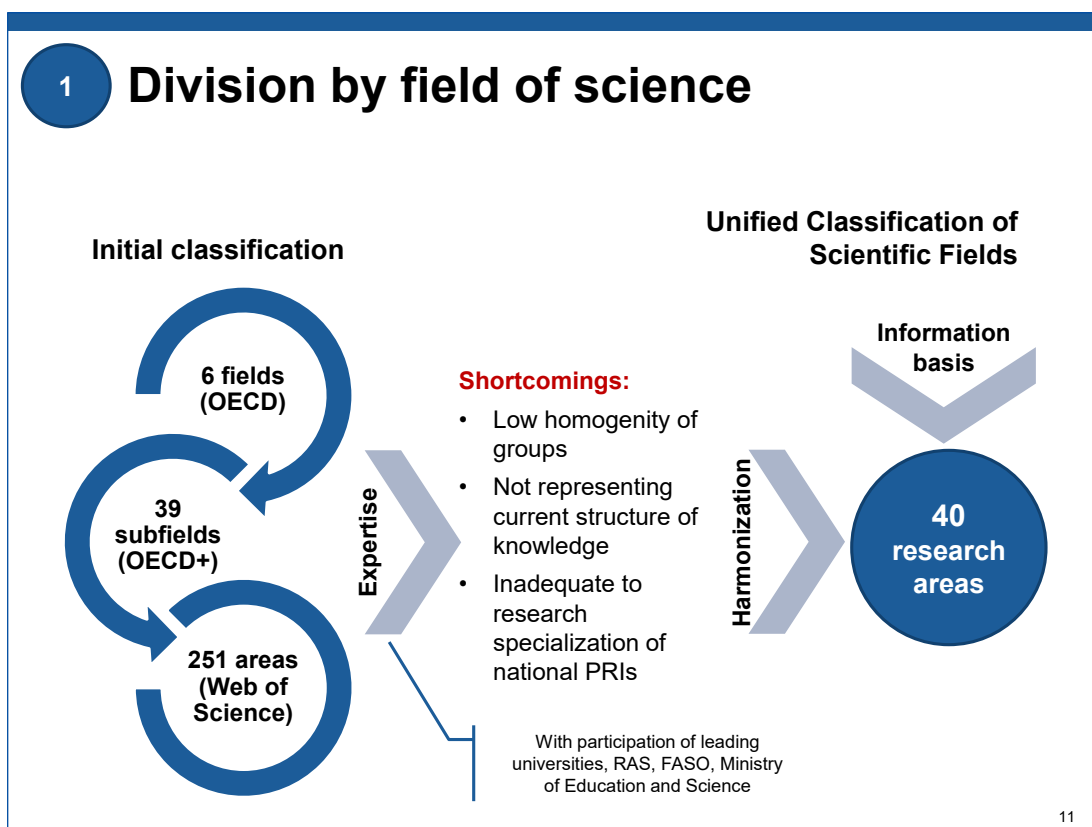 1
Division by field of science
Initial classification
6 fields
(OECD)
39
subfields
(OECD+)
251 areas
(Web of
Science)
Expertise
Shortcomings:
• Low homogenity of
groups
• Not representing
current structure of
knowledge
• Inadequate to
research
specialization of
national PRIs
With participation of leading
universities, RAS, FASO, Ministry
of Education and Science
Harmonization
Unified Classification of
Scientific Fields
Information
basis
40
research
areas
11